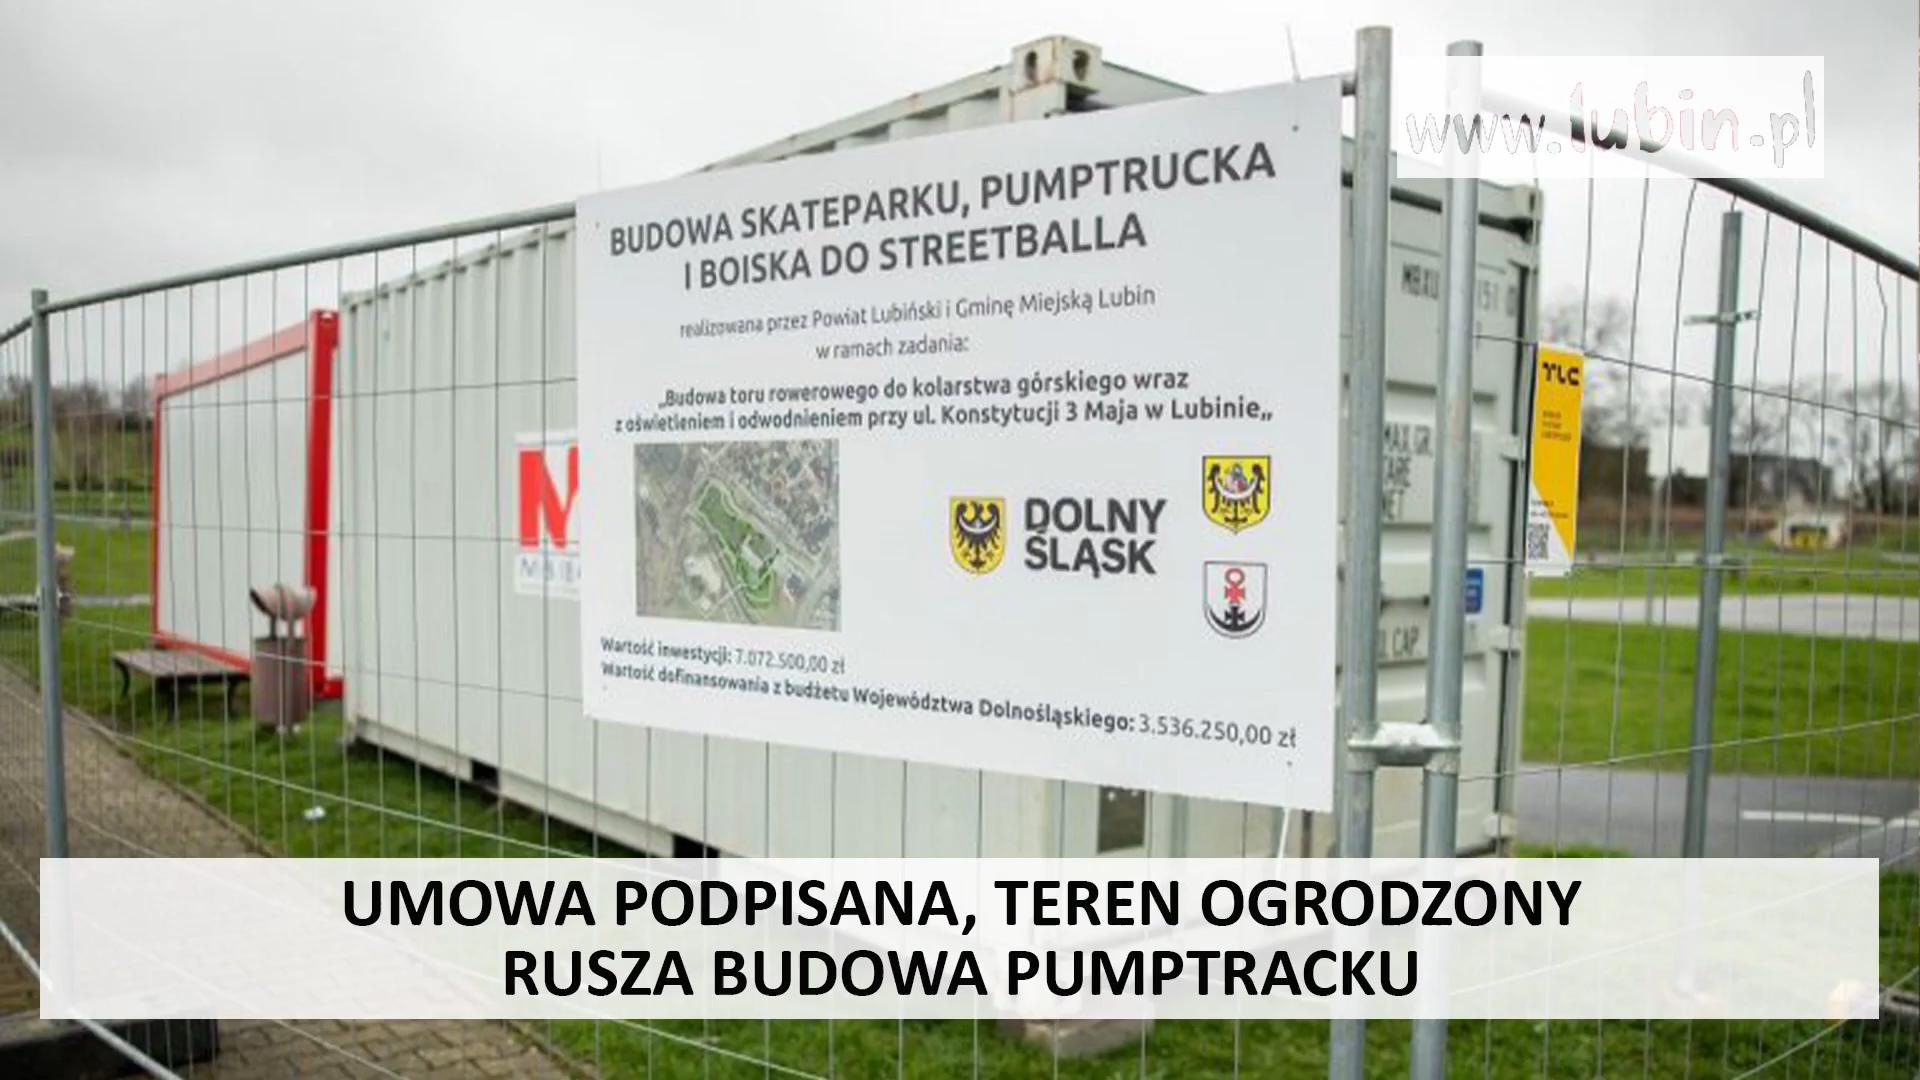 www.lubin.pl
BUDOWA SKATEPARKU, PUMPTRUCKA
I BOISKA DO STREETBALLA
realizowana przez Powiat Lubiński i Gminę Miejską Lubin
w ramach zadania:
„Budowa toru rowerowego do kolarstwa górskiego wraz
z oświetleniem i odwodnieniem przy ul. Konstytucji 3 Maja w Lubinie„
DOLNY
ŚLĄSK
Wartość inwestycji: 7.072.500,00 zł
Wartość dofinansowania z budżetu Województwa Dolnośląskiego: 3.536.250,00 zł
TLC
CAP
UMOWA PODPISANA, TEREN OGRODZONY
RUSZA BUDOWA PUMPTRACKU